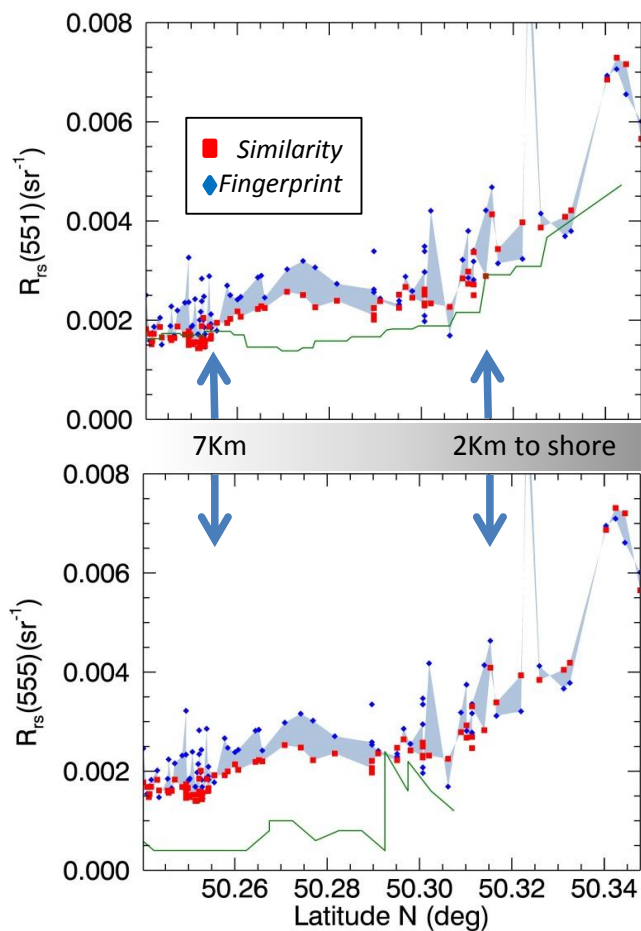 0.008
0.006
0.004
0.002
0.000
Rrs(551)(sr-1)
Similarity
Fingerprint
7Km
2Km to shore
0.008
0.006
0.004
0.002
0.000
Rrs(555)(sr-1)
50.26 50.28 50.30 50.32 50.34
Latitude N (deg)